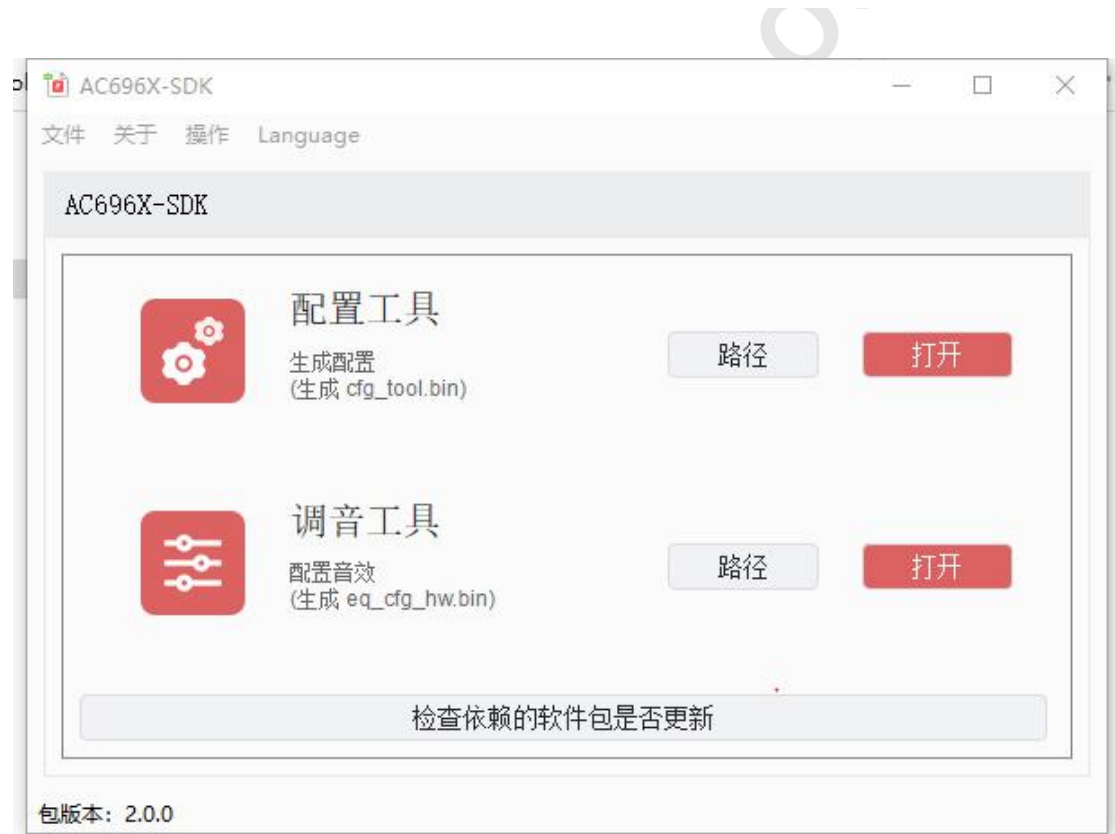 AC696X-SDK
文件 关于 操作 Language
AC696X-SDK
配置工具
生成配置
(生成 cfg_tool.bin)
路径 打开
调音工具
配置音效
(生成 eq_cfg_hw.bin)
路径 打开
检查依赖的软件包是否更新
包版本: 2.0.0